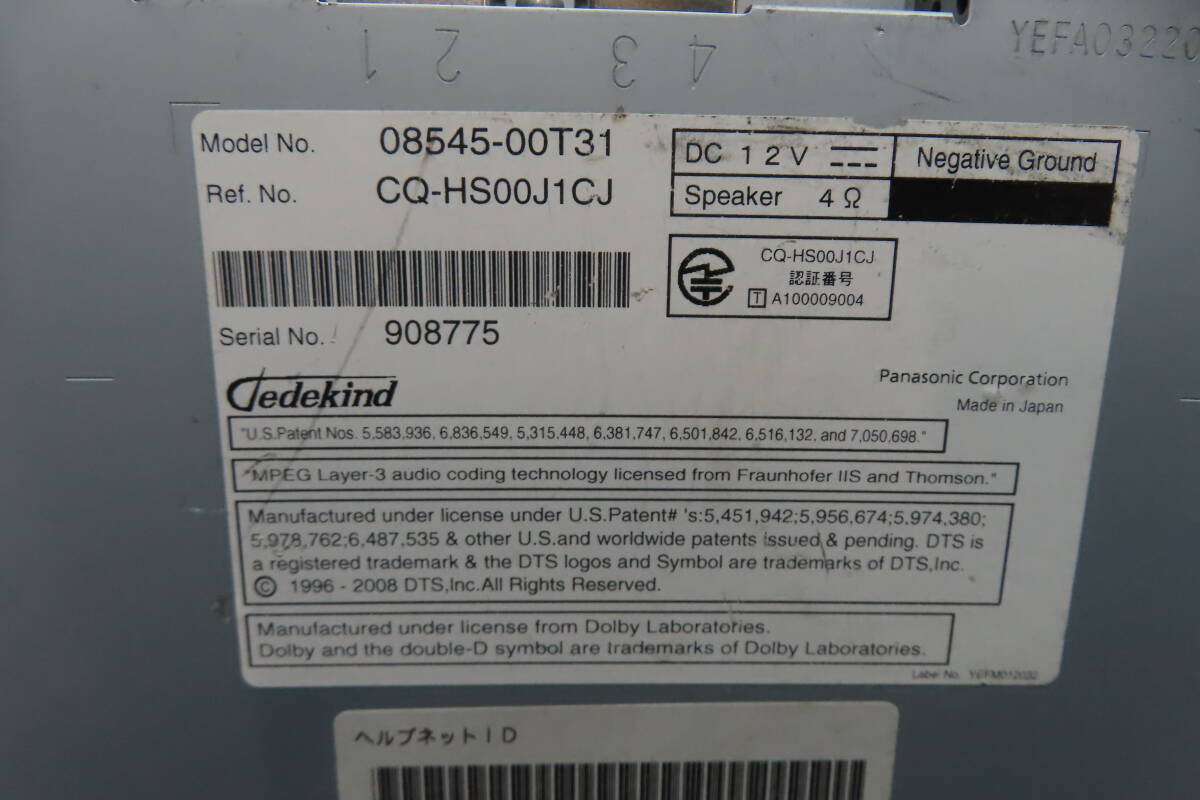 1 2 3 4
YEFA03220
Model No. 08545-00T31
Ref. No. CQ-HS00J1CJ
DC 12V Negative Ground
Speaker 4Ω
CQ-HS00J1CJ
認証番号
T A100009004
Serial No. 908775
Gedekind
Panasonic Corporation
Made in Japan
"U.S.Patent Nos. 5,583,936, 6,836,549, 5,315,448, 6,381,747, 6,501,842, 6,516,132, and 7,050,698."
"MPEG Layer-3 audio coding technology licensed from Fraunhofer IIS and Thomson."
Manufactured under license under U.S.Patent# 's:5,451,942;5,956,674;5,974,380;
5,978,762;6,487,535 & other U.S.and worldwide patents issued & pending. DTS is
a registered trademark & the DTS logos and Symbol are trademarks of DTS,Inc.
© 1996 - 2008 DTS,Inc.All Rights Reserved.
Manufactured under license from Dolby Laboratories.
Dolby and the double-D symbol are trademarks of Dolby Laboratories.
Label No. YEFM012032
ヘルプネットID